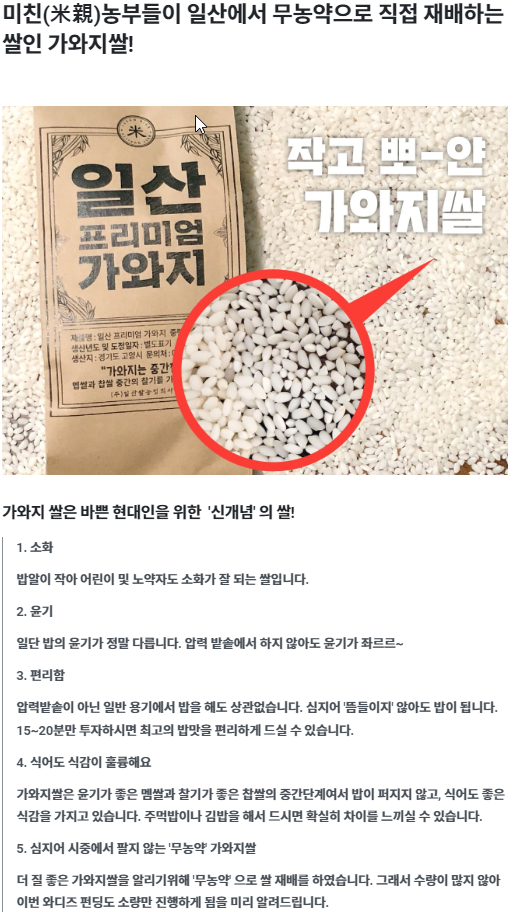 미친(米親)농부들이 일산에서 무농약으로 직접 재배하는
쌀인 가와지쌀!
米
일산
프리미엄
가와지
작고 뽀-얀
가와지쌀
제품명 : 일산 프리미엄 가와지
생산년도 및 도정일자 : 별도표기
생산지 : 경기도 고양시 문의처 :
"가와지는 중간
멥쌀과 찹쌀 중간의 찰기를
가와지 쌀은 바쁜 현대인을 위한 '신개념' 의 쌀!
1. 소화
밥알이 작아 어린이 및 노약자도 소화가 잘 되는 쌀입니다.
2. 윤기
일단 밥의 윤기가 정말 다릅니다. 압력 밭솥에서 하지 않아도 윤기가 좌르르~
3. 편리함
압력밭솥이 아닌 일반 용기에서 밥을 해도 상관없습니다. 심지어 '뜸들이지' 않아도 밥이 됩니다.
15~20분만 투자하시면 최고의 밥맛을 편리하게 드실 수 있습니다.
4. 식어도 식감이 훌륭해요
가와지쌀은 윤기가 좋은 멥쌀과 찰기가 좋은 찹쌀의 중간단계여서 밥이 퍼지지 않고, 식어도 좋은
식감을 가지고 있습니다. 주먹밥이나 김밥을 해서 드시면 확실히 차이를 느끼실 수 있습니다.
5. 심지어 시중에서 팔지 않는 '무농약' 가와지쌀
더 질 좋은 가와지쌀을 알리기위해 '무농약' 으로 쌀 재배를 하였습니다. 그래서 수량이 많지 않아
이번 와디즈 펀딩도 소량만 진행하게 됨을 미리 알려드립니다.